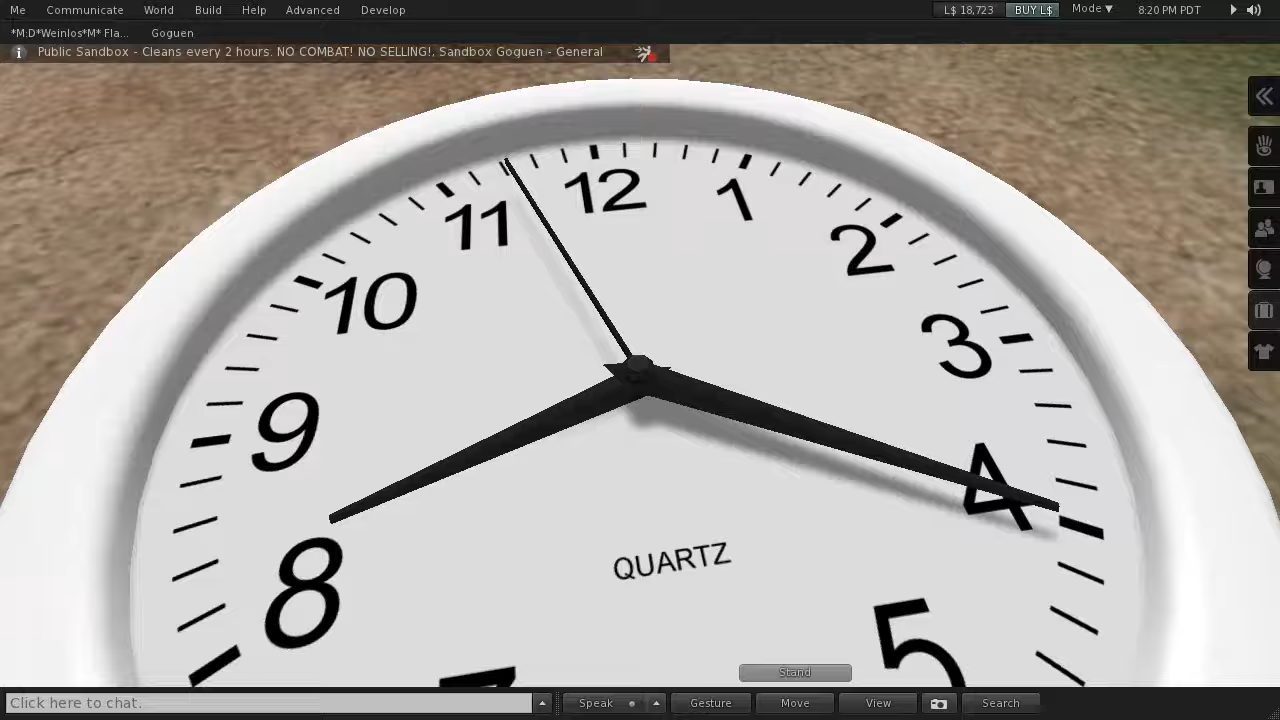 Me Communicate World Build Help Advanced Develop L$ 18,723 BUY L$ Mode 8:20 PM PDT
*M:D*Weinlos*M* Fla... Goguen
Public Sandbox - Cleans every 2 hours. NO COMBAT! NO SELLING!, Sandbox Goguen - General
12
11
1
10
2
9
3
8
4
QUARTZ
5
Stand
Click here to chat. Speak Gesture Move View Search